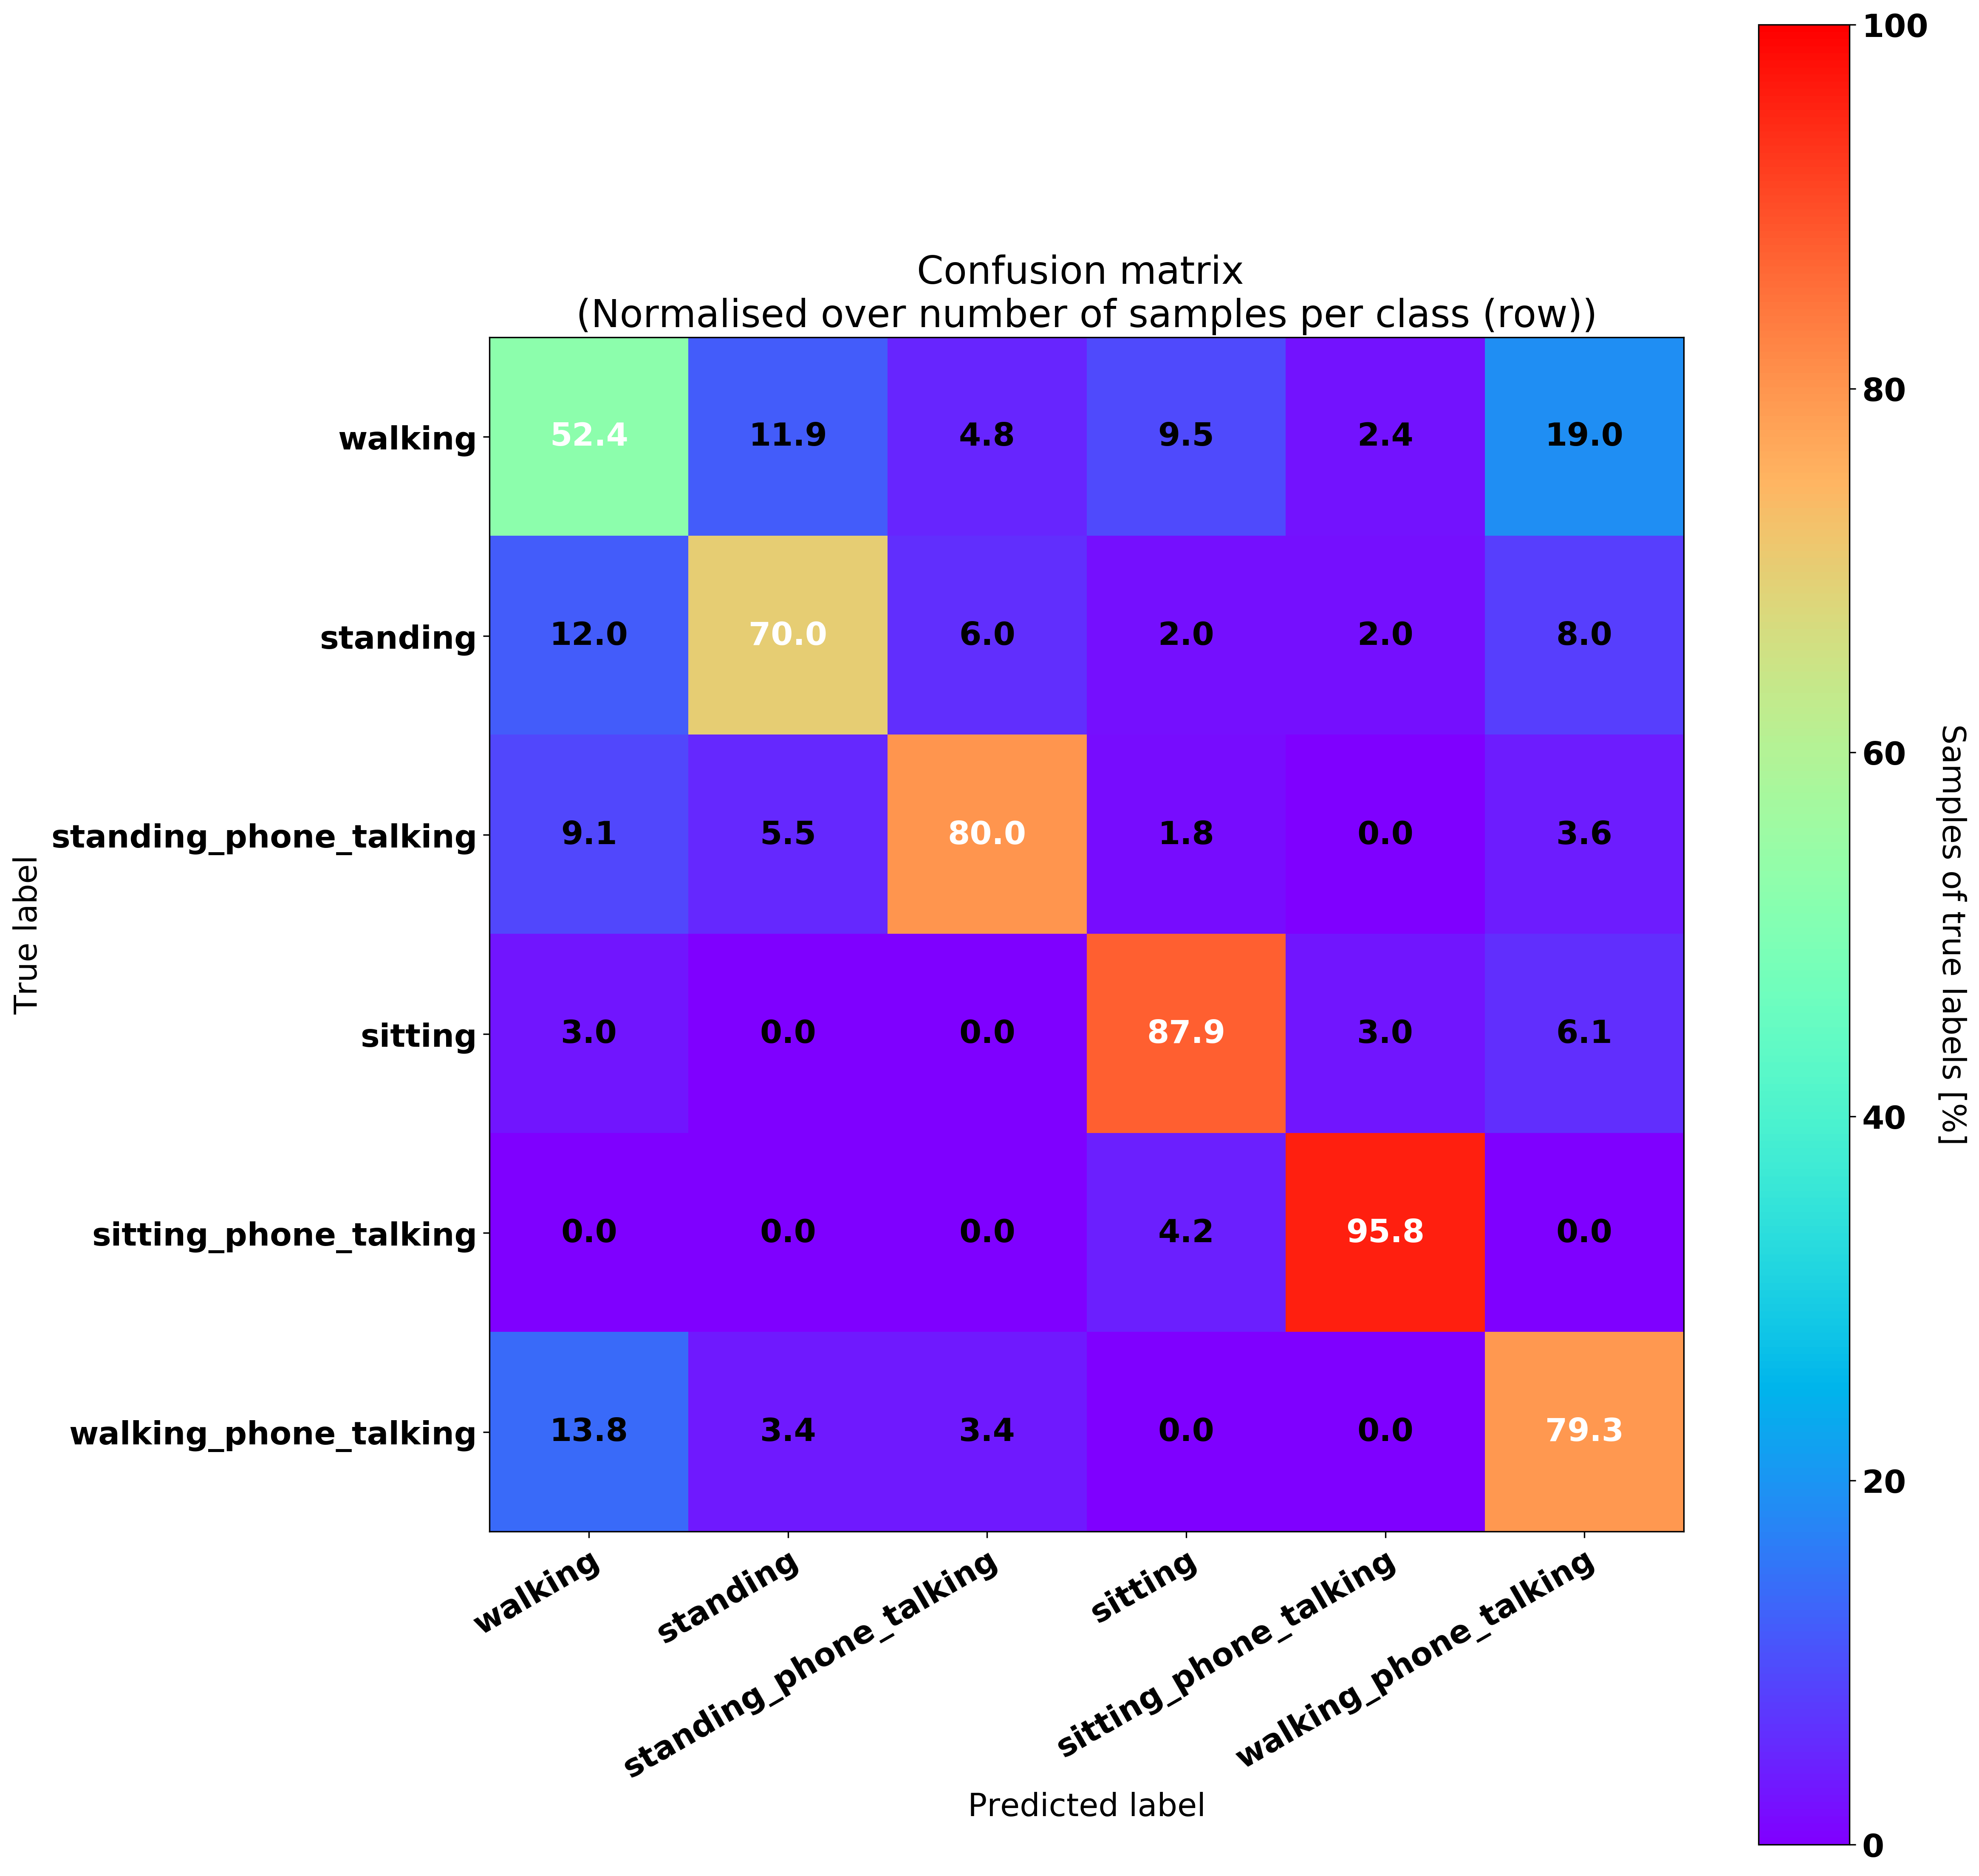 Confusion matrix
(Normalised over number of samples per class (row))
100
80
60
40
20
0
Samples of true labels [%]
True label
walking 52.4 11.9 4.8 9.5 2.4 19.0
standing 12.0 70.0 6.0 2.0 2.0 8.0
standing_phone_talking 9.1 5.5 80.0 1.8 0.0 3.6
sitting 3.0 0.0 0.0 87.9 3.0 6.1
sitting_phone_talking 0.0 0.0 0.0 4.2 95.8 0.0
walking_phone_talking 13.8 3.4 3.4 0.0 0.0 79.3
walking
standing
standing_phone_talking
sitting
sitting_phone_talking
walking_phone_talking
Predicted label